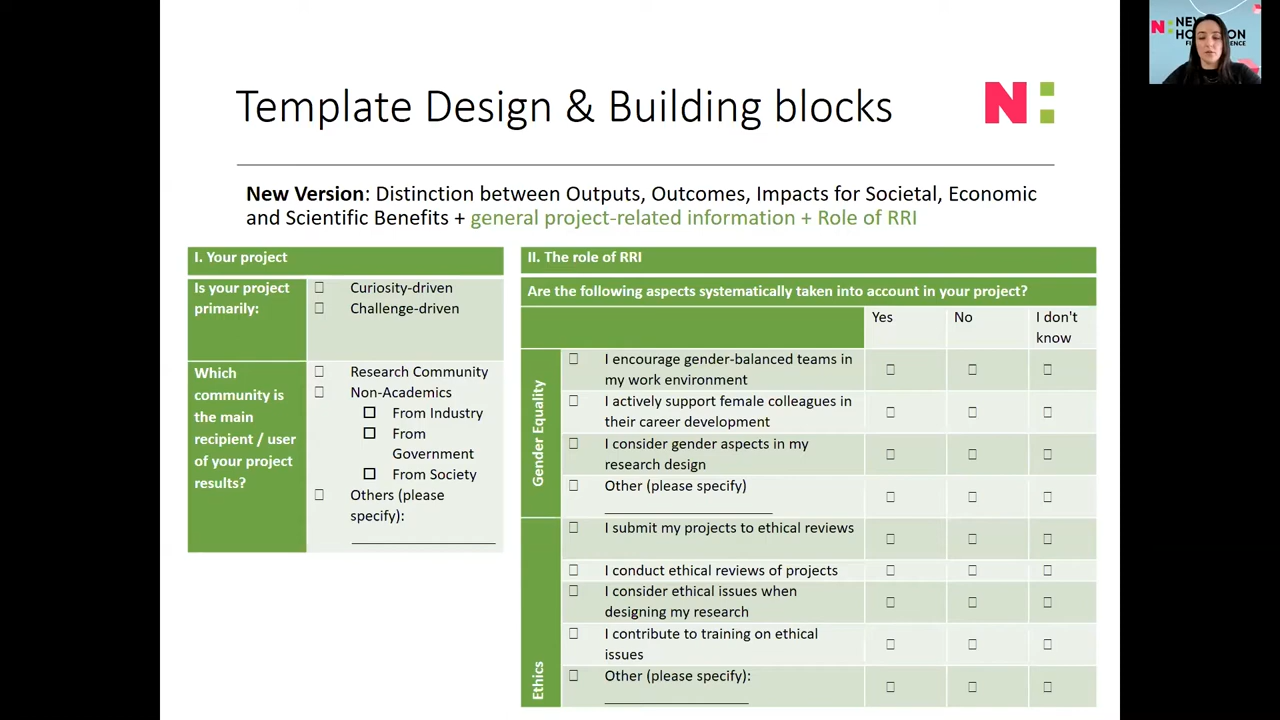 Template Design & Building blocks
N:
New Version: Distinction between Outputs, Outcomes, Impacts for Societal, Economic
and Scientific Benefits + general project-related information + Role of RRI
I. Your project
Is your project
primarily:
Curiosity-driven
Challenge-driven
Which
community is
the main
recipient / user
of your project
results?
Research Community
Non-Academics
From Industry
From
Government
From Society
Others (please
specify):
II. The role of RRI
Are the following aspects systematically taken into account in your project?
Yes
No
I don't
know
Gender Equality
I encourage gender-balanced teams in
my work environment
I actively support female colleagues in
their career development
I consider gender aspects in my
research design
Other (please specify)
Ethics
I submit my projects to ethical reviews
I conduct ethical reviews of projects
I consider ethical issues when
designing my research
I contribute to training on ethical
issues
Other (please specify):